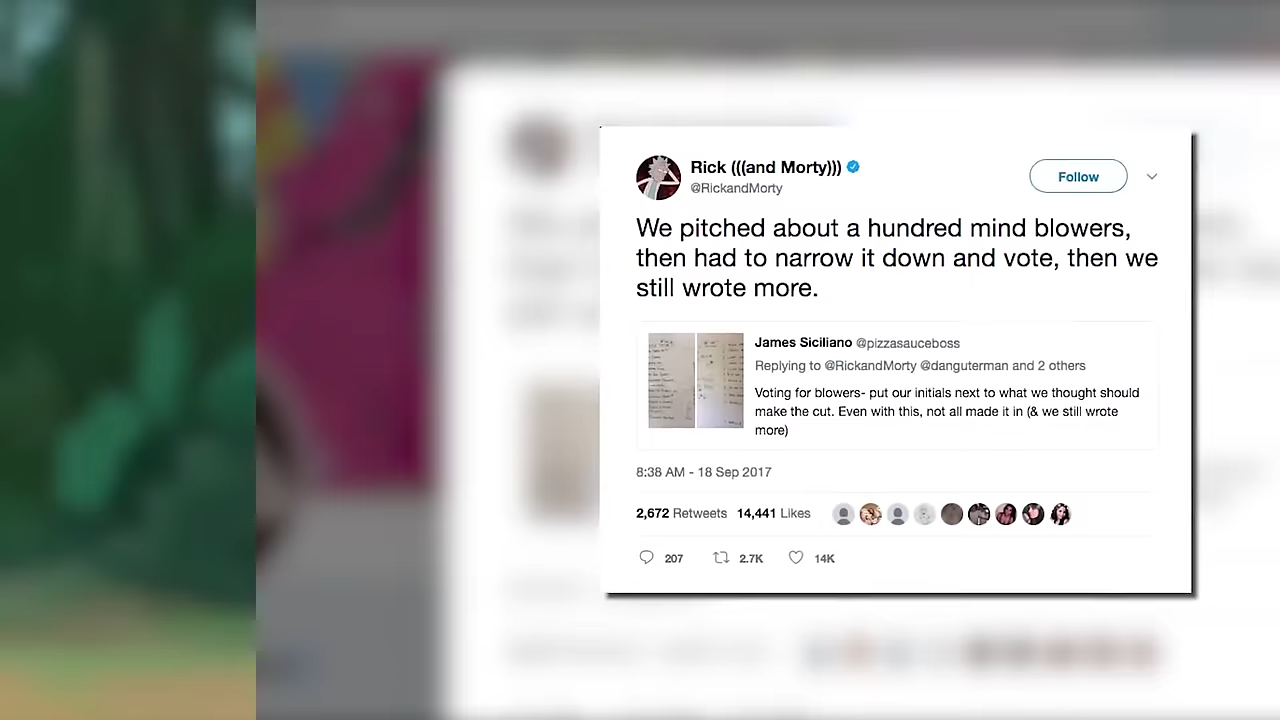 Rick (((and Morty)))
@RickandMorty
Follow
We pitched about a hundred mind blowers,
then had to narrow it down and vote, then we
still wrote more.
James Siciliano @pizzasauceboss
Replying to @RickandMorty @danguterman and 2 others
Voting for blowers- put our initials next to what we thought should
make the cut. Even with this, not all made it in (& we still wrote
more)
8:38 AM - 18 Sep 2017
2,672 Retweets 14,441 Likes
207 2.7K 14K